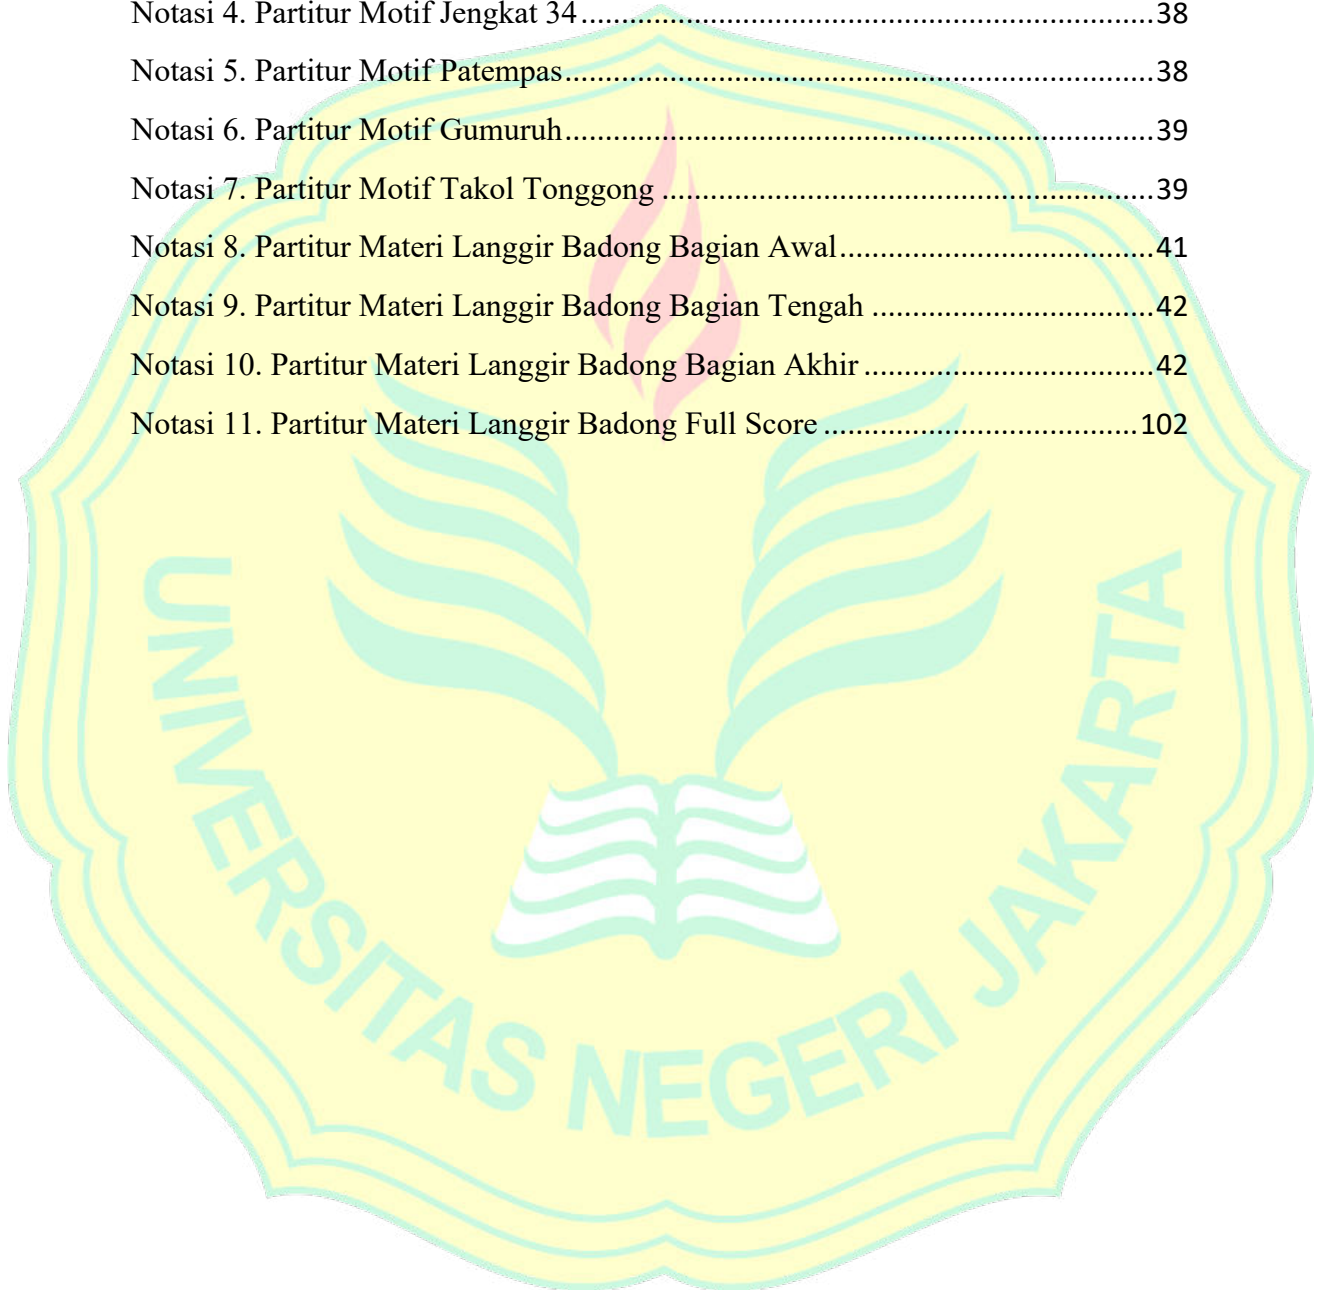 Notasi 4. Partitur Motif Jengkat 34.......................................................................38
Notasi 5. Partitur Motif Patempas.........................................................................38
Notasi 6. Partitur Motif Gumuruh.........................................................................39
Notasi 7. Partitur Motif Takol Tonggong .............................................................39
Notasi 8. Partitur Materi Langgir Badong Bagian Awal.......................................41
Notasi 9. Partitur Materi Langgir Badong Bagian Tengah ...................................42
Notasi 10. Partitur Materi Langgir Badong Bagian Akhir ....................................42
Notasi 11. Partitur Materi Langgir Badong Full Score .......................................102
UNIVERSITAS NEGERI JAKARTA